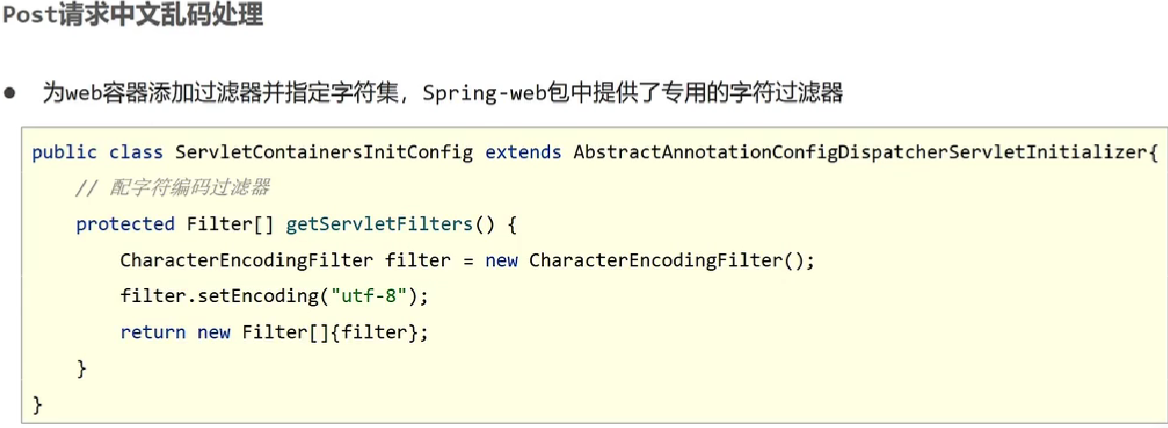 Post请求中文乱码处理
● 为web容器添加过滤器并指定字符集，Spring-web包中提供了专用的字符过滤器
public class ServletContainersInitConfig extends AbstractAnnotationConfigDispatcherServletInitializer{
    // 配字符编码过滤器
    protected Filter[] getServletFilters() {
        CharacterEncodingFilter filter = new CharacterEncodingFilter();
        filter.setEncoding("utf-8");
        return new Filter[]{filter};
    }
}